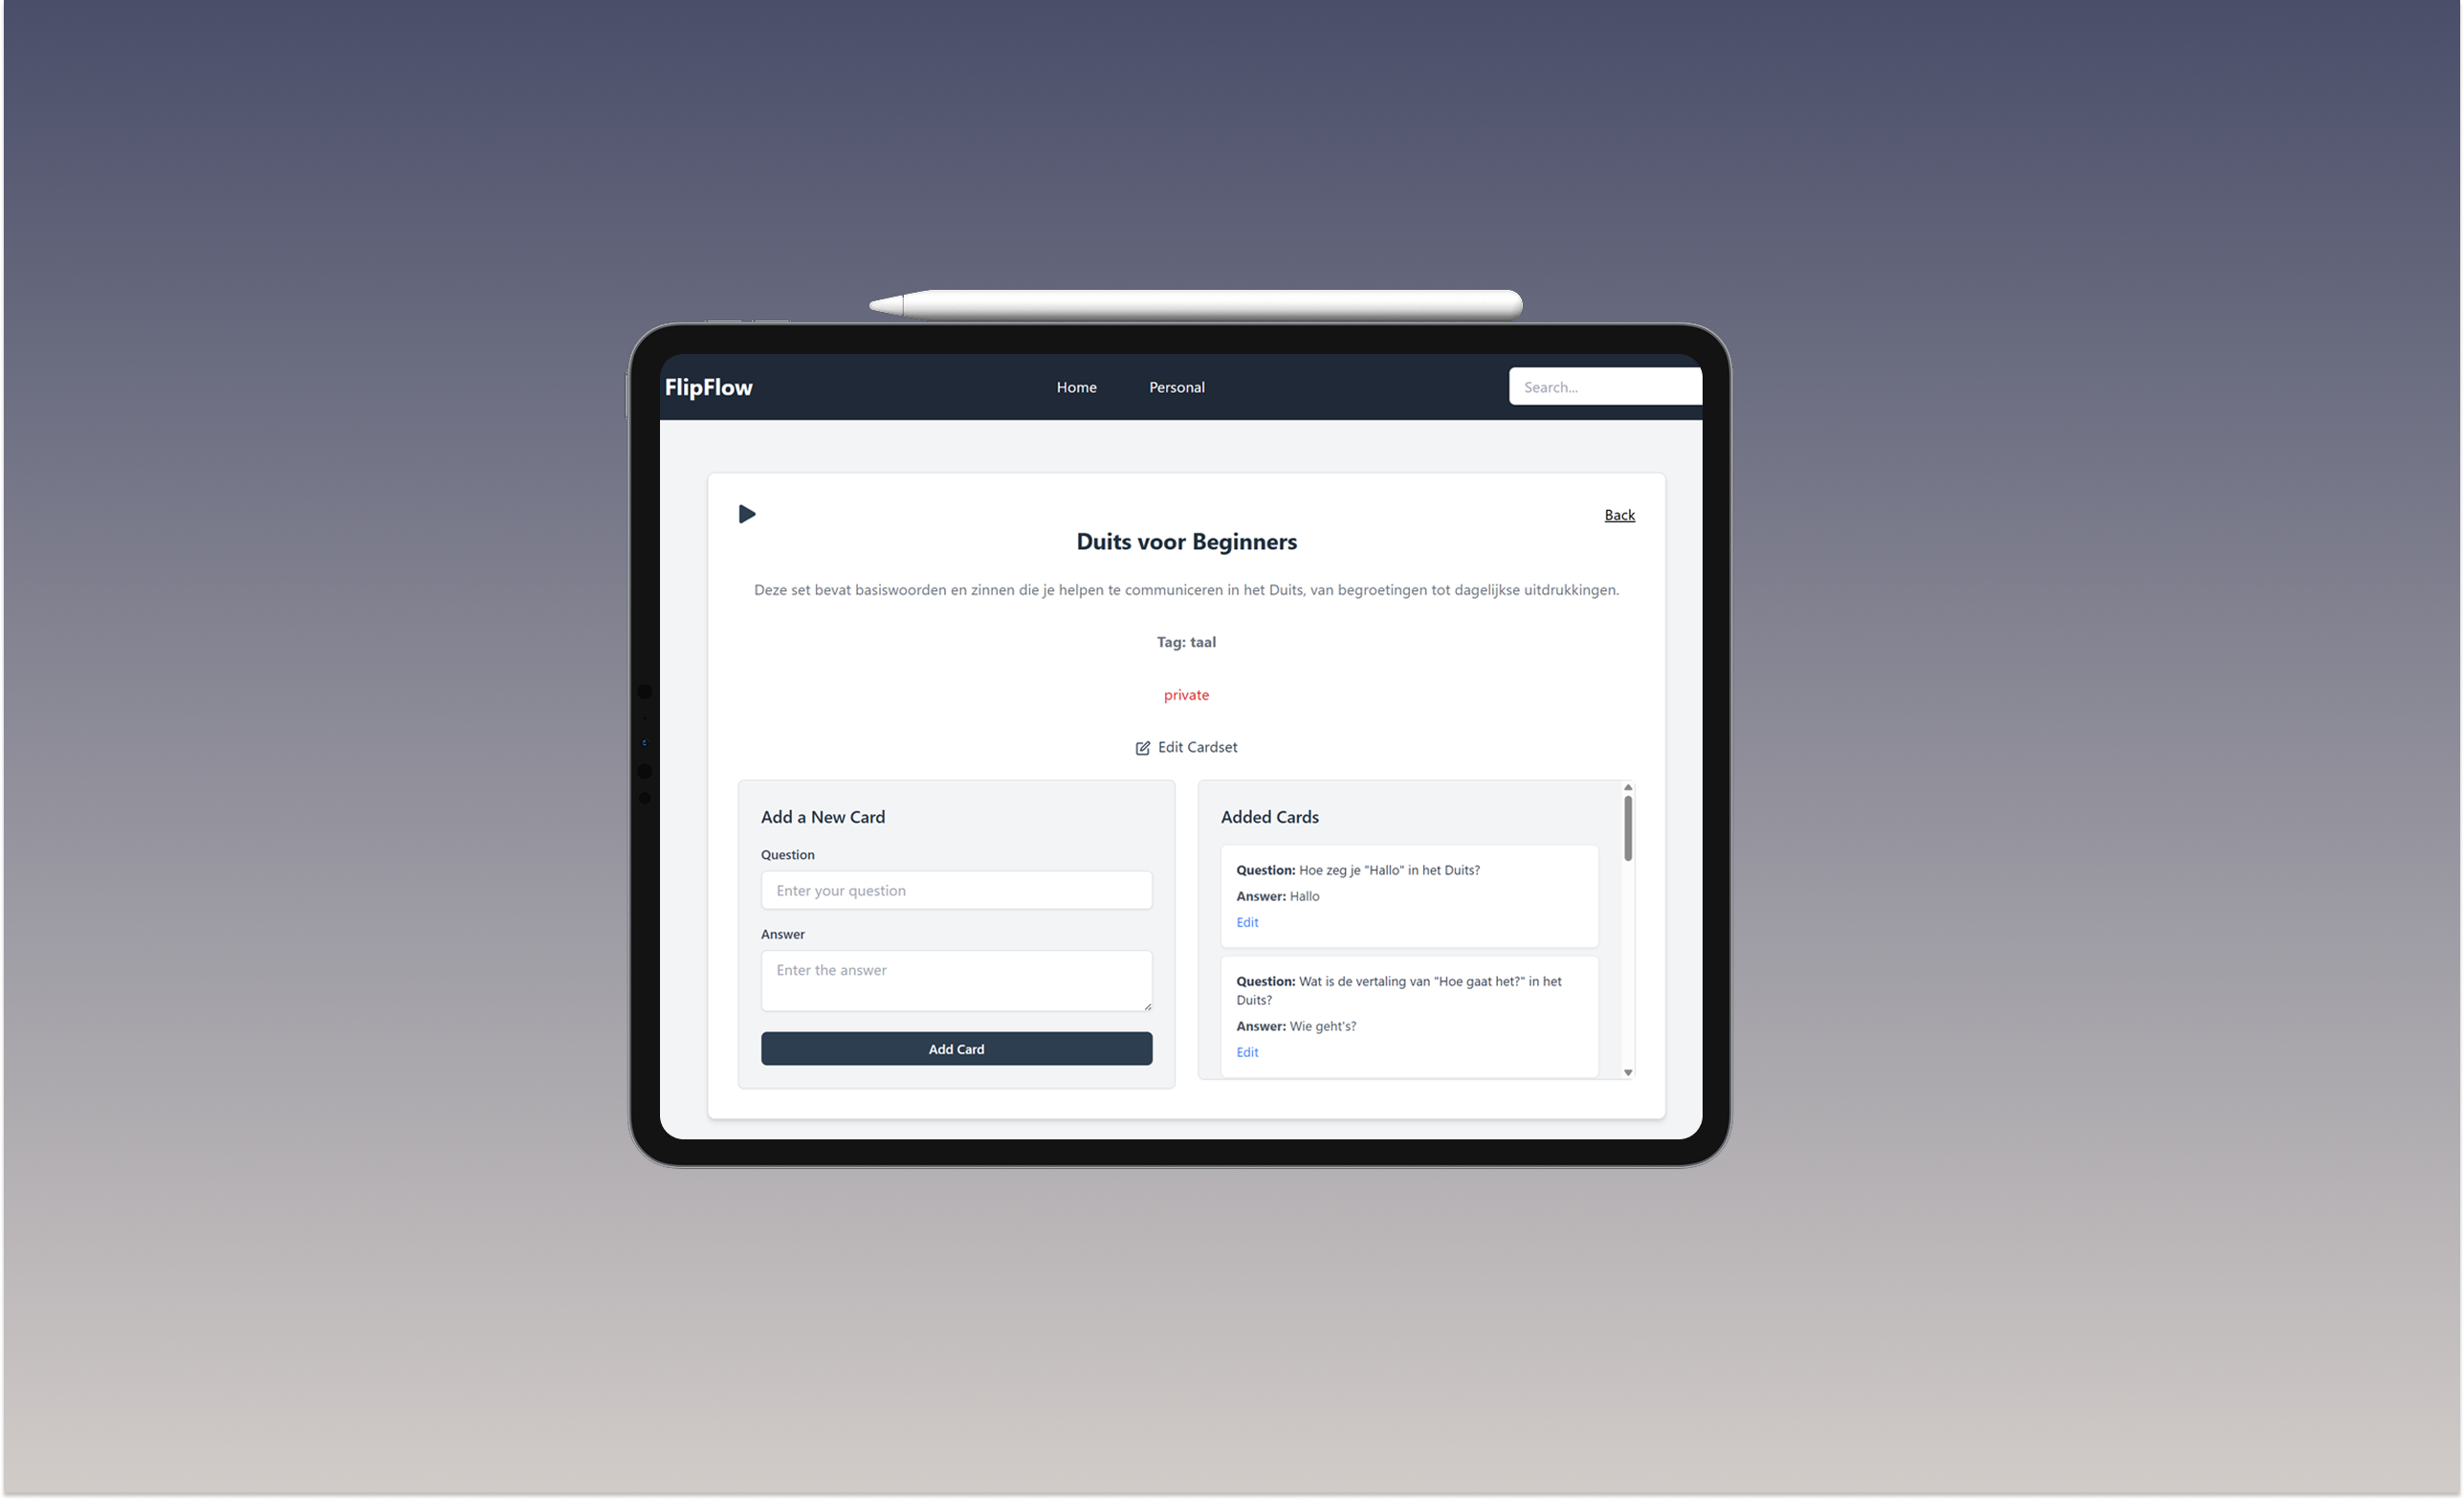 FlipFlow
Home
Personal
Search...
Back
Duits voor Beginners
Deze set bevat basiswoorden en zinnen die je helpen te communiceren in het Duits, van begroetingen tot dagelijkse uitdrukkingen.
Tag: taal
private
Edit Cardset
Add a New Card
Question
Enter your question
Answer
Enter the answer
Add Card
Added Cards
Question: Hoe zeg je "Hallo" in het Duits?
Answer: Hallo
Edit
Question: Wat is de vertaling van "Hoe gaat het?" in het
Duits?
Answer: Wie geht's?
Edit